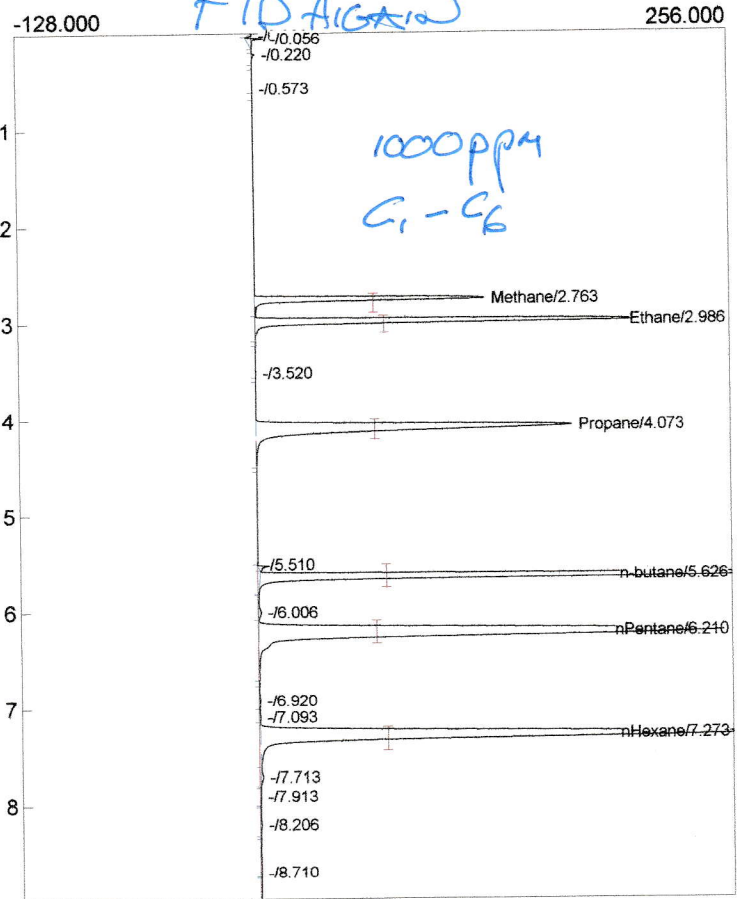 FID HIGAIN
-128.000
256.000
-/0.056
-/0.220
-/0.573
1000 ppm
C1 - C6
1
2
Methane/2.763
3
Ethane/2.986
-/3.520
4
Propane/4.073
5
-/5.510
n-butane/5.626
6
-/6.006
nPentane/6.210
-/6.920
7
-/7.093
nHexane/7.273
-/7.713
-/7.913
8
-/8.206
-/8.710